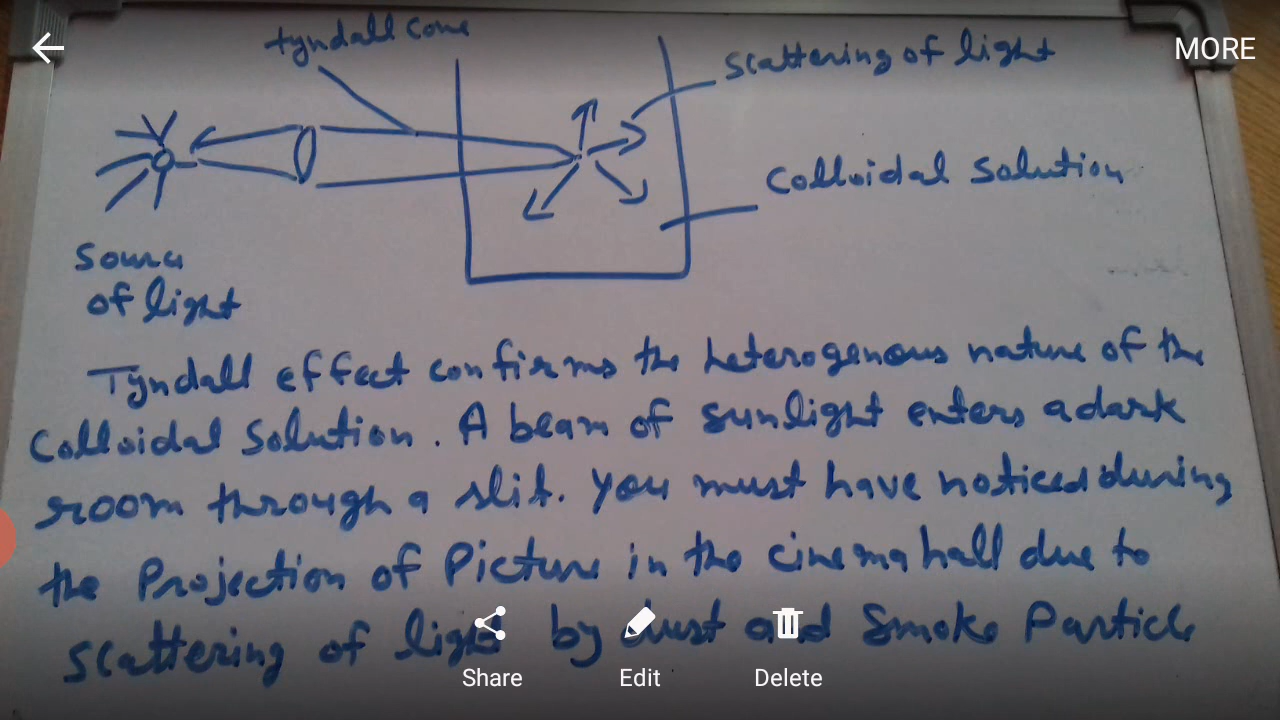 MORE
tyndall cone
scattering of light
Colloidal Solution
Source
of light
Tyndall effect confirms the heterogenous nature of the
Colloidal Solution. A beam of sunlight enters a dark
room through a slit. You must have noticed during
the Projection of Picture in the cinema hall due to
scattering of light by dust and Smoke Particle
Share Edit Delete